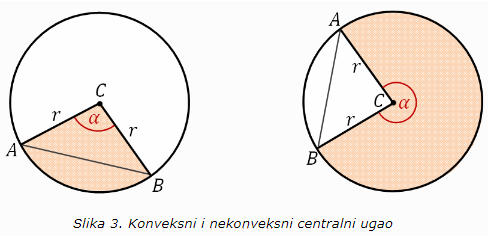 C
r
α
r
A
B
A
r
C
α
r
B
Slika 3. Konveksni i nekonveksni centralni ugao